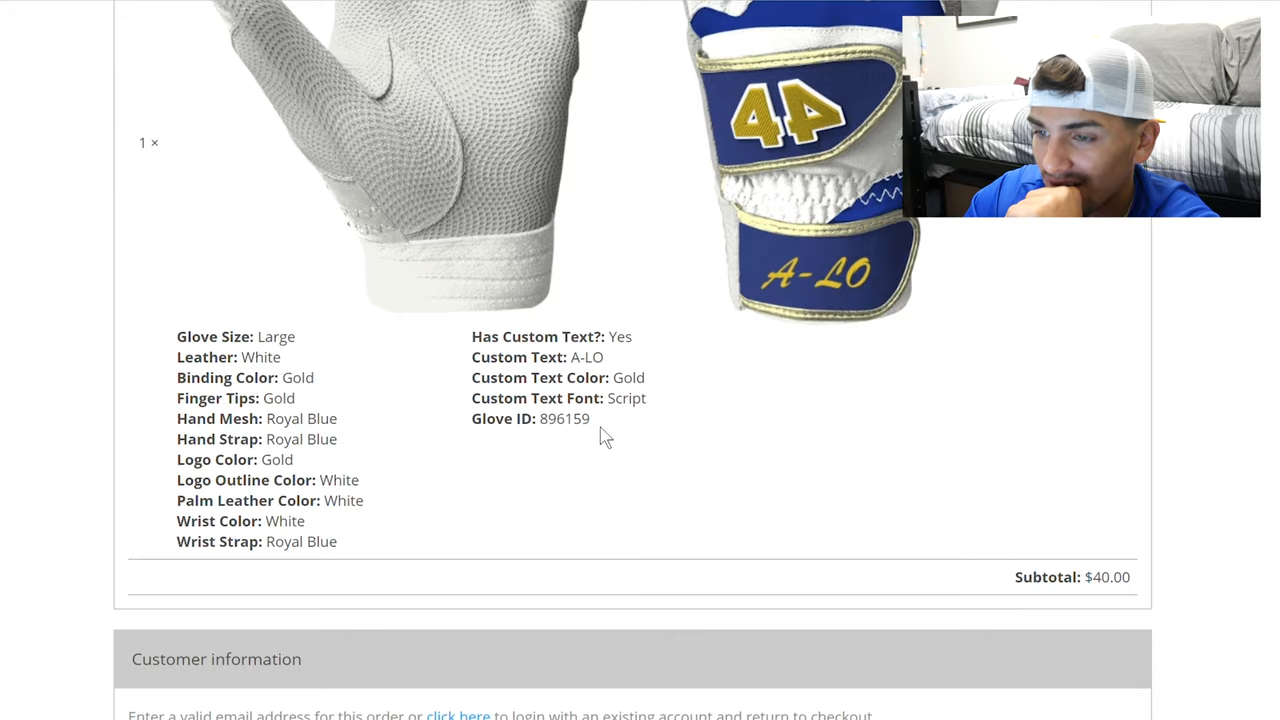 44
1 ×
A-LO
Glove Size: Large
Leather: White
Binding Color: Gold
Finger Tips: Gold
Hand Mesh: Royal Blue
Hand Strap: Royal Blue
Logo Color: Gold
Logo Outline Color: White
Palm Leather Color: White
Wrist Color: White
Wrist Strap: Royal Blue
Has Custom Text?: Yes
Custom Text: A-LO
Custom Text Color: Gold
Custom Text Font: Script
Glove ID: 896159
Subtotal: $40.00
Customer information
Enter a valid email address for this order or click here to login with an existing account and return to checkout